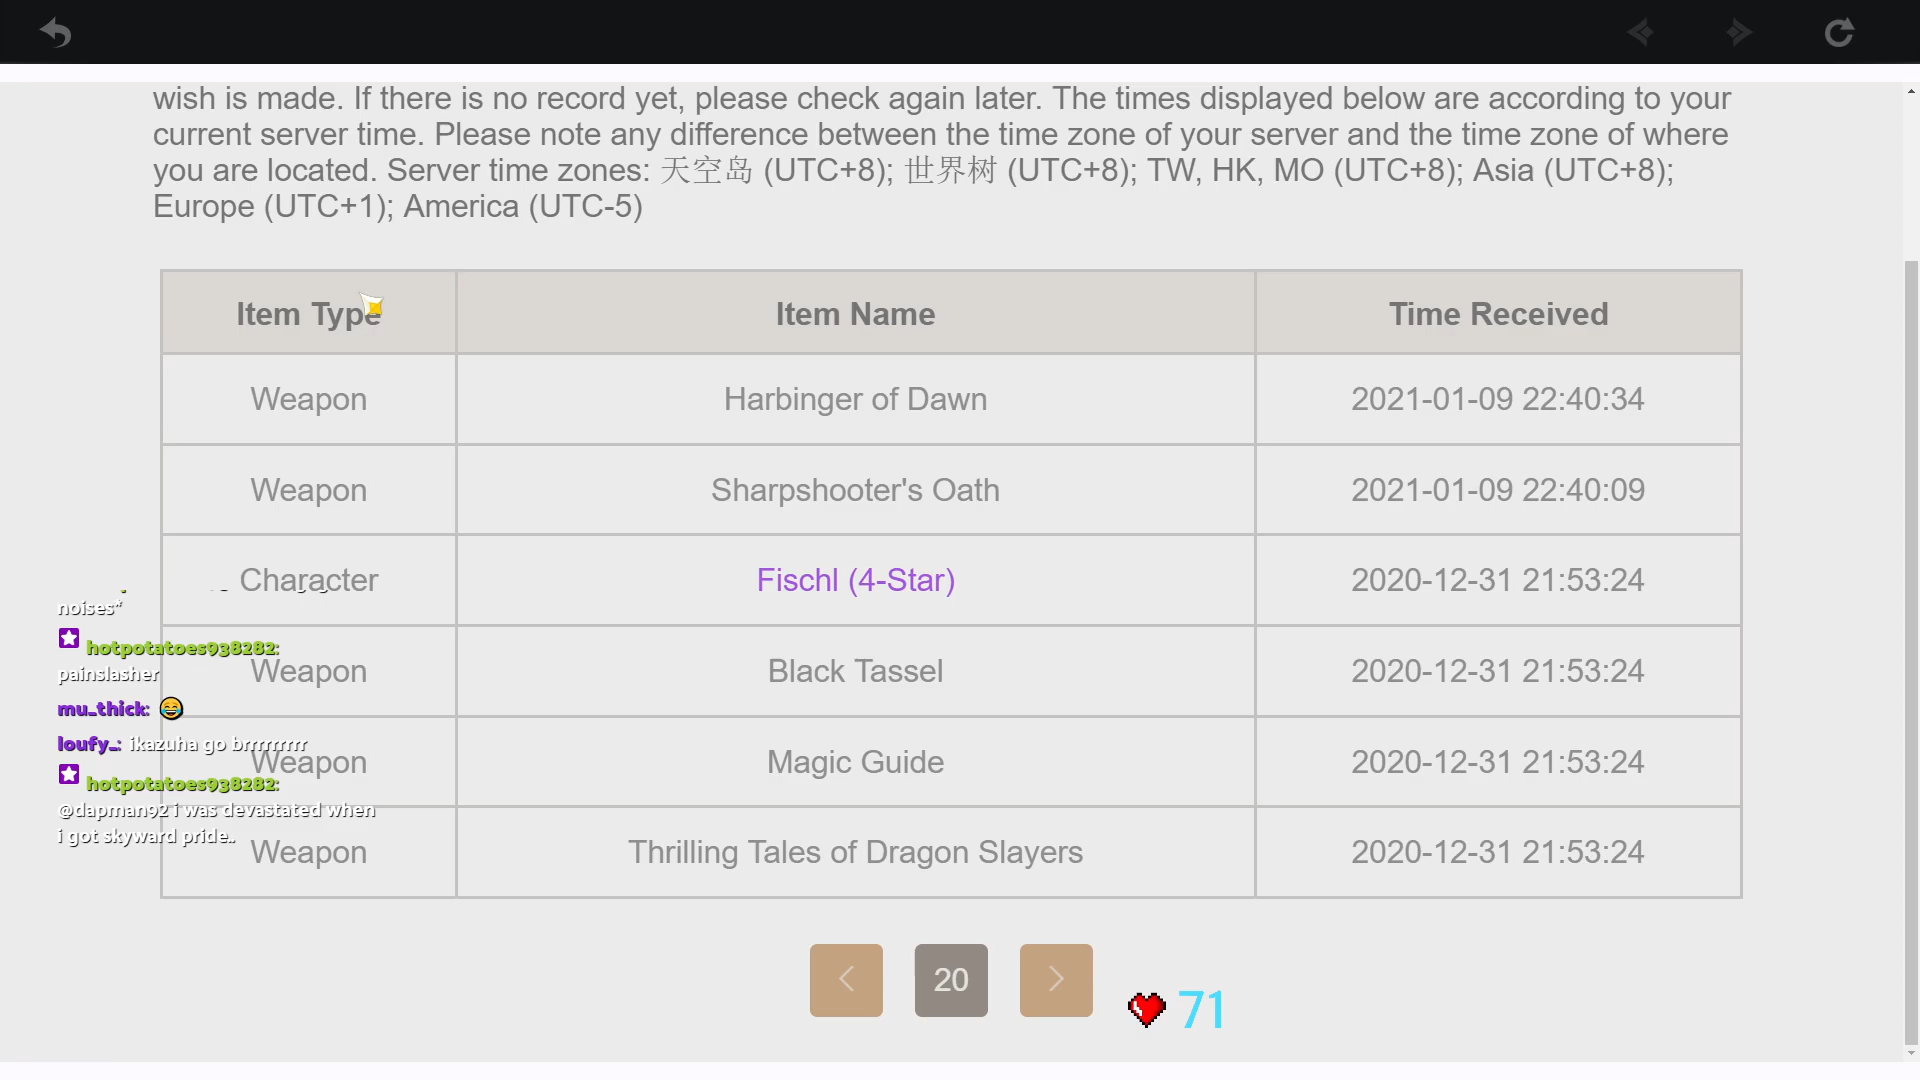 wish is made. If there is no record yet, please check again later. The times displayed below are according to your
current server time. Please note any difference between the time zone of your server and the time zone of where
you are located. Server time zones: 天空岛 (UTC+8); 世界树 (UTC+8); TW, HK, MO (UTC+8); Asia (UTC+8);
Europe (UTC+1); America (UTC-5)
Item Type Item Name Time Received
Weapon Harbinger of Dawn 2021-01-09 22:40:34
Weapon Sharpshooter's Oath 2021-01-09 22:40:09
Character Fischl (4-Star) 2020-12-31 21:53:24
Weapon Black Tassel 2020-12-31 21:53:24
Weapon Magic Guide 2020-12-31 21:53:24
Weapon Thrilling Tales of Dragon Slayers 2020-12-31 21:53:24
noises*
hotpotatoes938282:
painslasher
mu_thick: 😂
loufy_: ikazuha go brrrrrrrr
hotpotatoes938282:
@dapman92 i was devastated when
i got skyward pride..
20
71